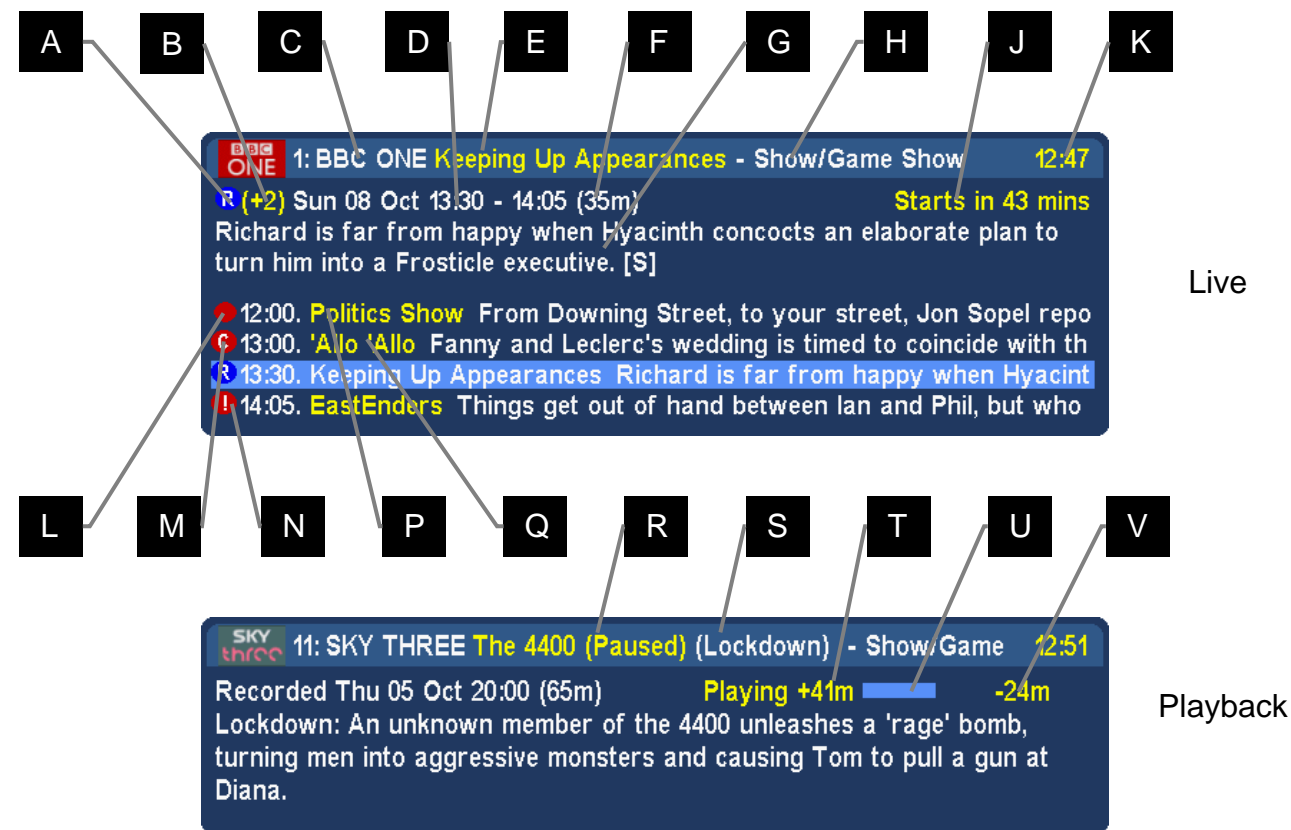 A B C D E F G H J K
BBC
ONE
1: BBC ONE Keeping Up Appearances - Show/Game Show 12:47
R (+2) Sun 08 Oct 13:30 - 14:05 (35m) Starts in 43 mins
Richard is far from happy when Hyacinth concocts an elaborate plan to
turn him into a Frosticle executive. [S]
Live
12:00. Politics Show From Downing Street, to your street, Jon Sopel repo
C 13:00. 'Allo 'Allo Fanny and Leclerc's wedding is timed to coincide with th
R 13:30. Keeping Up Appearances Richard is far from happy when Hyacint
! 14:05. EastEnders Things get out of hand between Ian and Phil, but who
L M N P Q R S T U V
SKY
three
11: SKY THREE The 4400 (Paused) (Lockdown) - Show/Game 12:51
Recorded Thu 05 Oct 20:00 (65m) Playing +41m -24m
Playback
Lockdown: An unknown member of the 4400 unleashes a 'rage' bomb,
turning men into aggressive monsters and causing Tom to pull a gun at
Diana.